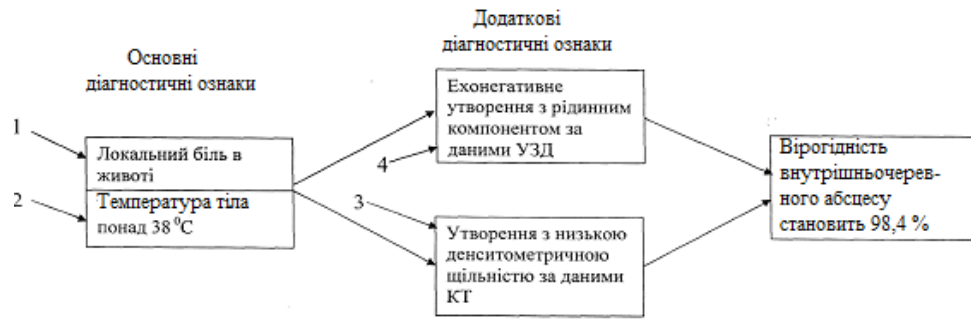 Основні
діагностичні ознаки
Додаткові
діагностичні ознаки
1
Локальний біль в
животі
2
Температура тіла
понад 38 ⁰С
Ехонегативне
утворення з рідинним
компонентом за
даними УЗД
4
3
Утворення з низькою
денситометричною
щільністю за даними
КТ
Вірогідність
внутрішньочерев-
ного абсцесу
становить 98,4 %